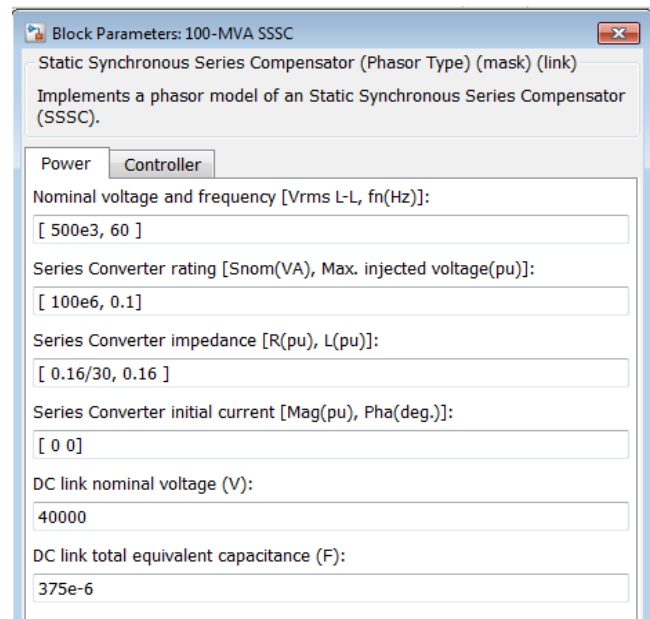 Block Parameters: 100-MVA SSSC
Static Synchronous Series Compensator (Phasor Type) (mask) (link)
Implements a phasor model of an Static Synchronous Series Compensator
(SSSC).
Power
Controller
Nominal voltage and frequency [Vrms L-L, fn(Hz)]:
[ 500e3, 60 ]
Series Converter rating [Snom(VA), Max. injected voltage(pu)]:
[ 100e6, 0.1]
Series Converter impedance [R(pu), L(pu)]:
[ 0.16/30, 0.16 ]
Series Converter initial current [Mag(pu), Pha(deg.)]:
[ 0 0]
DC link nominal voltage (V):
40000
DC link total equivalent capacitance (F):
375e-6